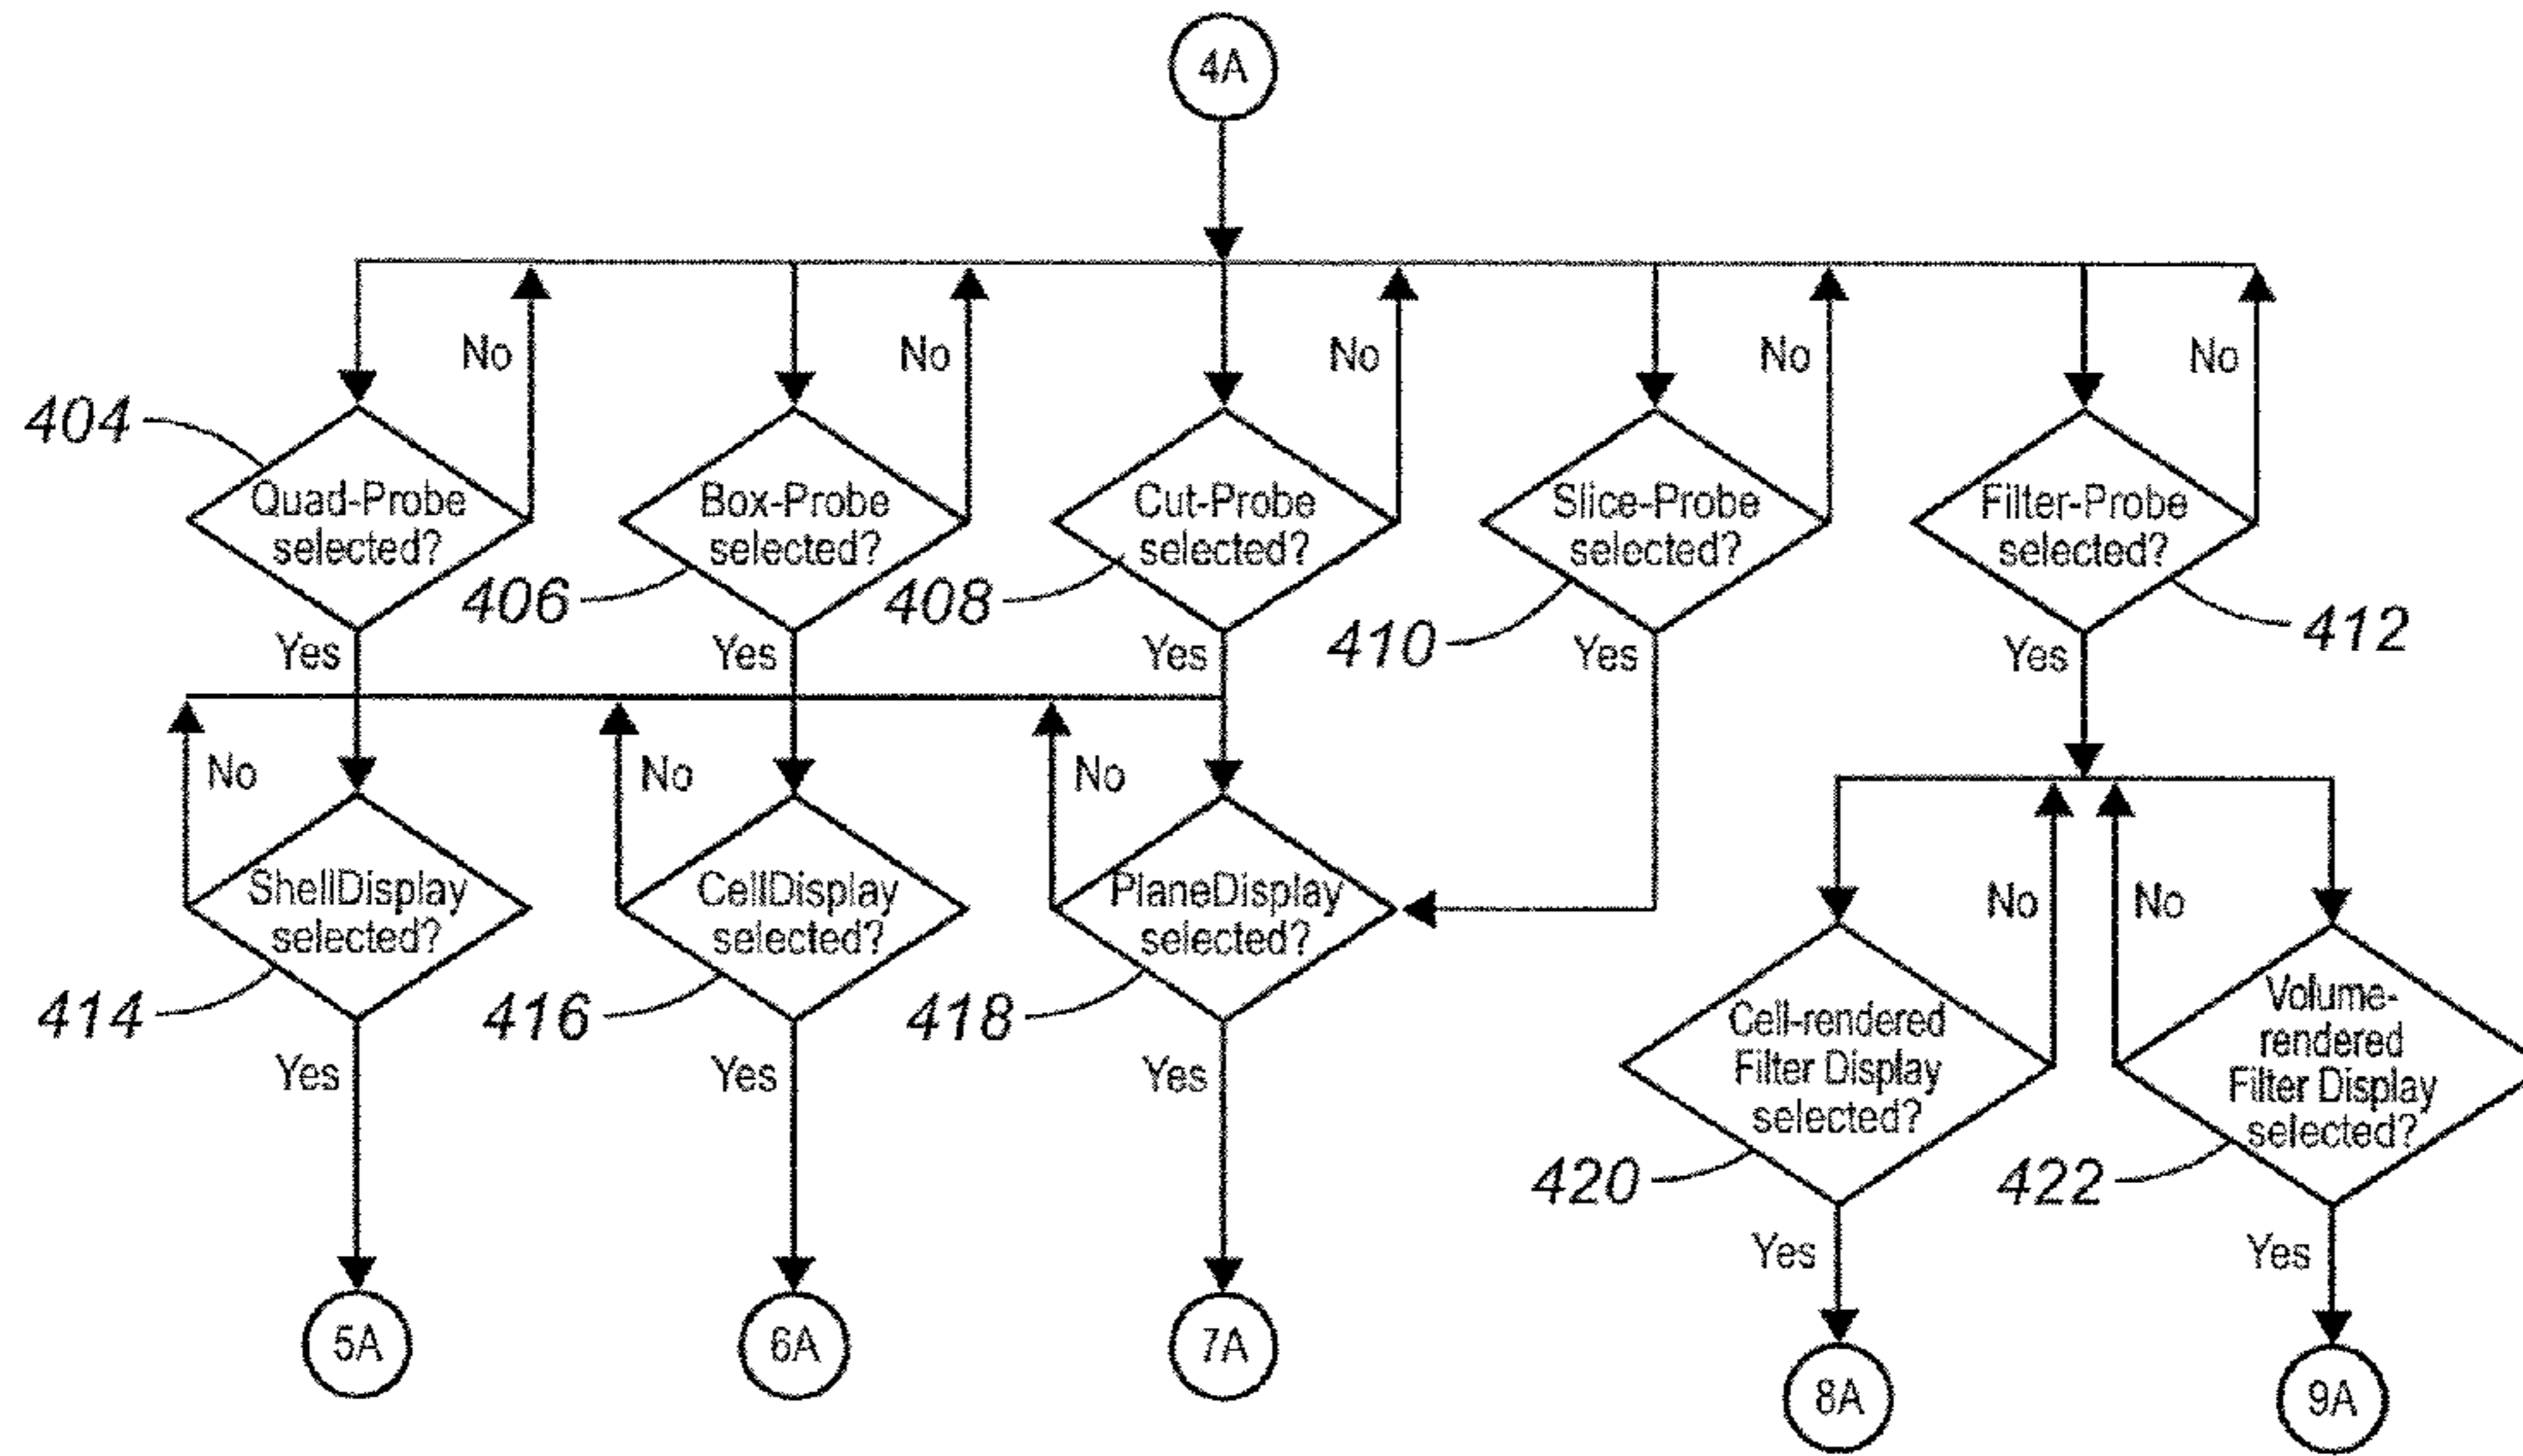 4A
No
No
No
No
No
404
Quad-Probe
selected?
Box-Probe
selected?
Cut-Probe
selected?
Slice-Probe
selected?
Filter-Probe
selected?
406
408
410
412
Yes
Yes
Yes
Yes
Yes
No
No
No
ShellDisplay
selected?
CellDisplay
selected?
PlaneDisplay
selected?
No
No
414
416
418
Cell-rendered
Filter Display
selected?
Volume-
rendered
Filter Display
selected?
Yes
Yes
Yes
420
422
Yes
Yes
5A
6A
7A
8A
9A